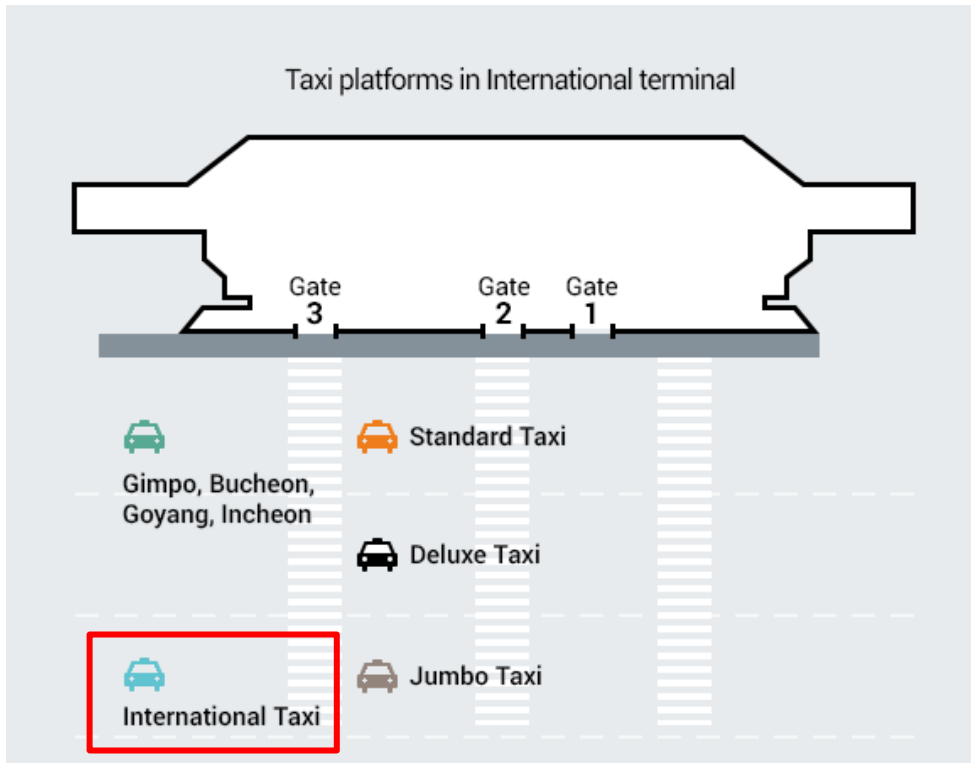 Taxi platforms in International terminal
Gate
3
Gate
2
Gate
1
Standard Taxi
Gimpo, Bucheon,
Goyang, Incheon
Deluxe Taxi
Jumbo Taxi
International Taxi